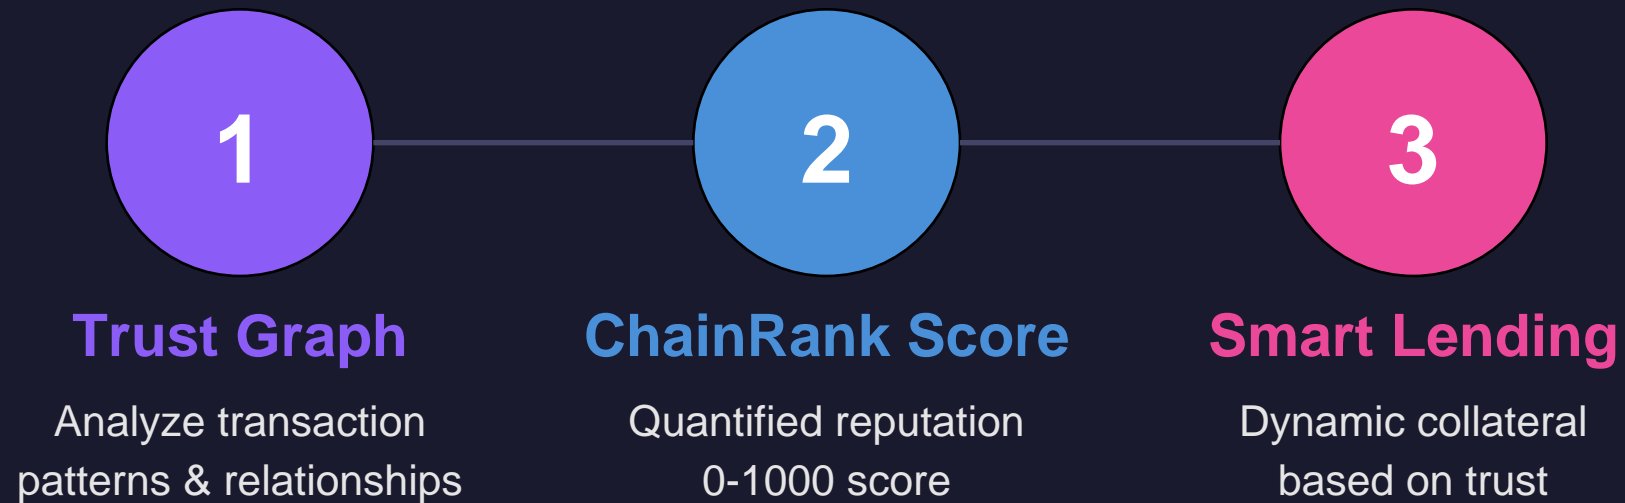 1
2
3
Trust Graph
ChainRank Score
Smart Lending
Analyze transaction
patterns & relationships
Quantified reputation
0-1000 score
Dynamic collateral
based on trust